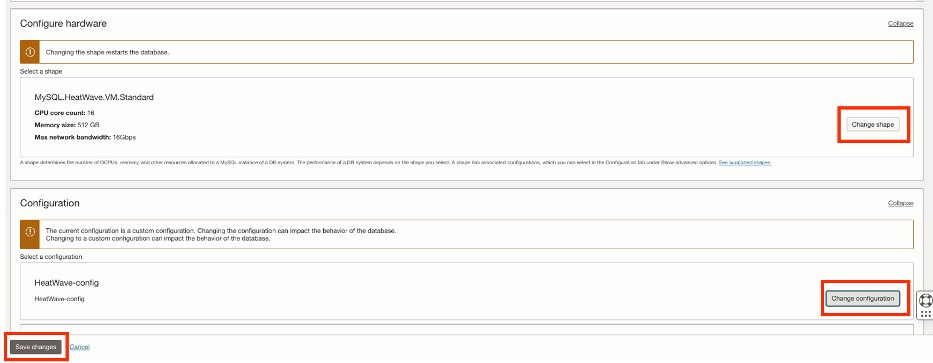 Configure hardware
Collapse
Changing the shape restarts the database.
Select a shape
MySQL.HeatWave.VM.Standard
CPU core count: 16
Memory size: 512 GB
Max network bandwidth: 16Gbps
Change shape
A shape determines the number of OCPUs, memory, and other resources allocated to a MySQL instance of a DB system. The performance of a DB system depends on the shape you select. A shape has associated configurations, which you can select in the Configuration tab under Show advanced options. See supported shapes.
Configuration
Collapse
The current configuration is a custom configuration. Changing the configuration can impact the behavior of the database.
Changing to a custom configuration can impact the behavior of the database.
Select a configuration
HeatWave-config
HeatWave-config
Change configuration
Save changes
Cancel